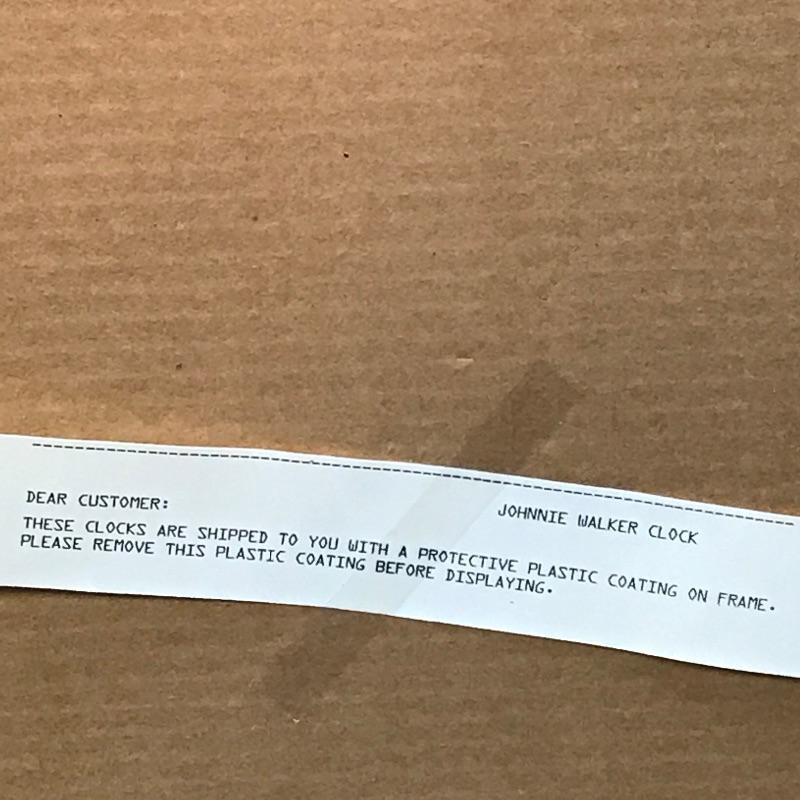 DEAR CUSTOMER: JOHNNIE WALKER CLOCK
THESE CLOCKS ARE SHIPPED TO YOU WITH A PROTECTIVE PLASTIC COATING ON FRAME.
PLEASE REMOVE THIS PLASTIC COATING BEFORE DISPLAYING.